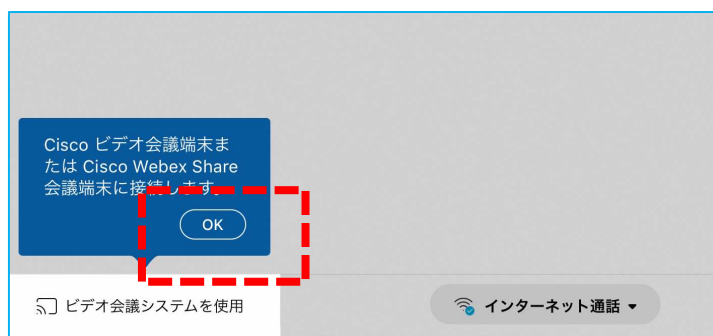 Cisco ビデオ会議端末ま
たは Cisco Webex Share
会議端末に接続します。
OK
ビデオ会議システムを使用
インターネット通話